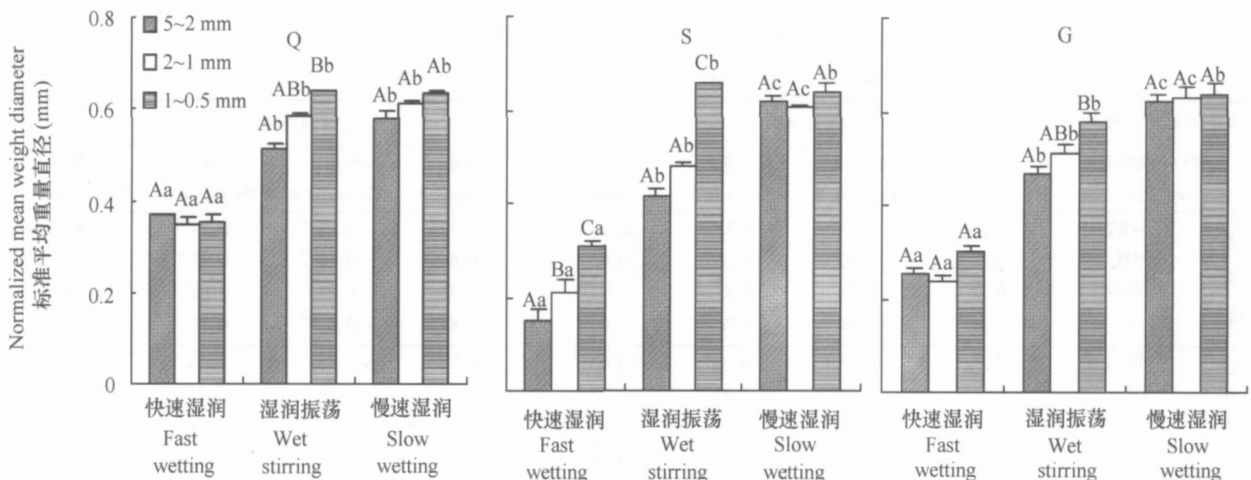 Normalized mean weight diameter
标准平均重量直径 (mm)
0.8
0.6
0.4
0.2
0
5~2 mm
2~1 mm
1~0.5 mm
Q
Aa Aa Aa
Ab ABb Bb
Ab Ab Ab
快速湿润 湿润振荡 慢速湿润
Fast Wet Slow
wetting stirring wetting
S
Aa Ba Ca
Ab Ab Cb
Ac Ac Ab
快速湿润 湿润振荡 慢速湿润
Fast Wet Slow
wetting stirring wetting
G
Aa Aa Aa
Ab ABb Bb
Ac Ac Ab
快速湿润 湿润振荡 慢速湿润
Fast Wet Slow
wetting stirring wetting